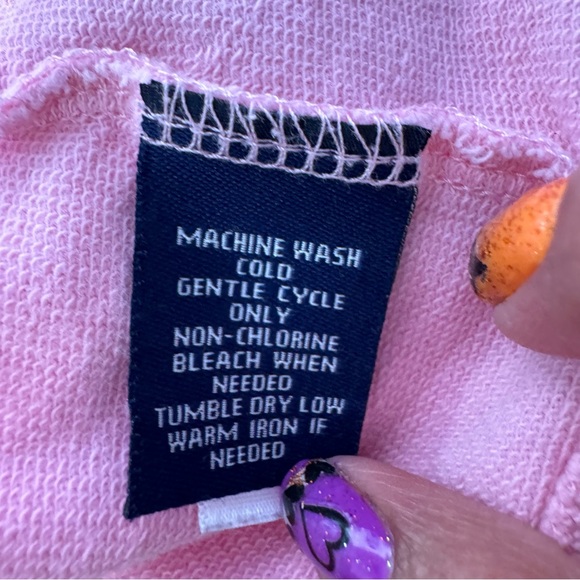 MACHINE WASH
COLD
GENTLE CYCLE
ONLY
NON-CHLORINE
BLEACH WHEN
NEEDED
TUMBLE DRY LOW
WARM IRON IF
NEEDED